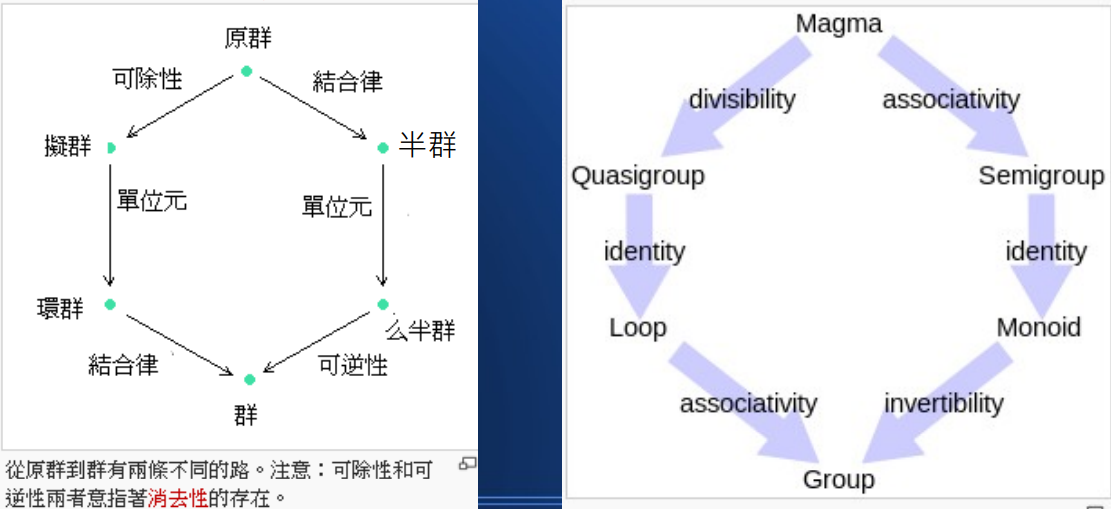 原群
可除性
結合律
擬群
半群
單位元
單位元
環群
么半群
結合律
可逆性
群
從原群到群有兩條不同的路。注意：可除性和可
逆性兩者意指著消去性的存在。
Magma
divisibility
associativity
Quasigroup
Semigroup
identity
identity
Loop
Monoid
associativity
invertibility
Group